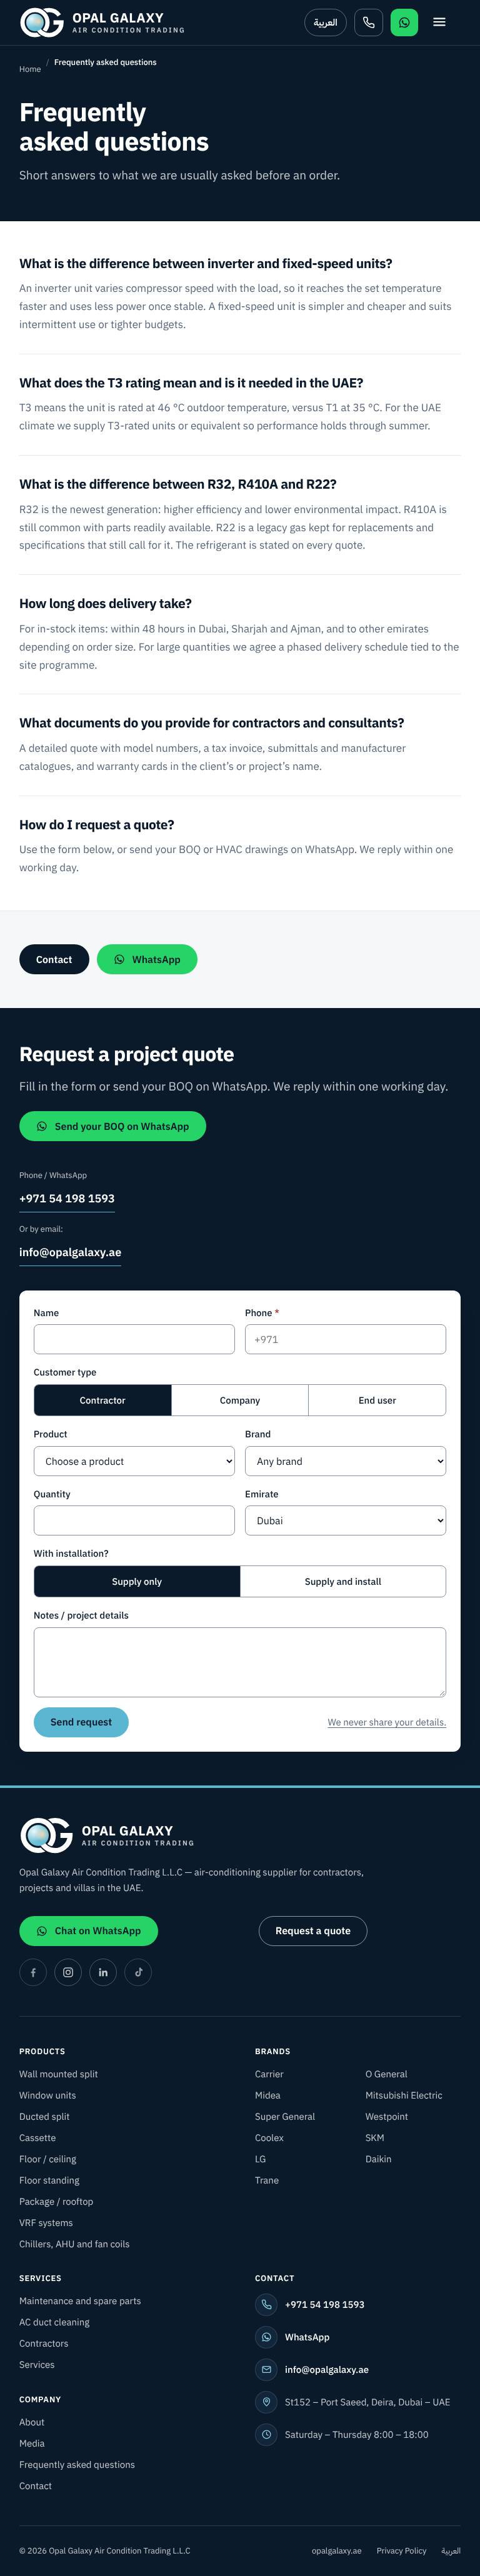 OPAL GALAXY
AIR CONDITION TRADING
العربية
Home / Frequently asked questions
Frequently
asked questions
Short answers to what we are usually asked before an order.
What is the difference between inverter and fixed-speed units?
An inverter unit varies compressor speed with the load, so it reaches the set temperature
faster and uses less power once stable. A fixed-speed unit is simpler and cheaper and suits
intermittent use or tighter budgets.
What does the T3 rating mean and is it needed in the UAE?
T3 means the unit is rated at 46 °C outdoor temperature, versus T1 at 35 °C. For the UAE
climate we supply T3-rated units or equivalent so performance holds through summer.
What is the difference between R32, R410A and R22?
R32 is the newest generation: higher efficiency and lower environmental impact. R410A is
still common with parts readily available. R22 is a legacy gas kept for replacements and
specifications that still call for it. The refrigerant is stated on every quote.
How long does delivery take?
For in-stock items: within 48 hours in Dubai, Sharjah and Ajman, and to other emirates
depending on order size. For large quantities we agree a phased delivery schedule tied to the
site programme.
What documents do you provide for contractors and consultants?
A detailed quote with model numbers, a tax invoice, submittals and manufacturer
catalogues, and warranty cards in the client’s or project’s name.
How do I request a quote?
Use the form below, or send your BOQ or HVAC drawings on WhatsApp. We reply within one
working day.
Contact
WhatsApp
Request a project quote
Fill in the form or send your BOQ on WhatsApp. We reply within one working day.
Send your BOQ on WhatsApp
Phone / WhatsApp
+971 54 198 1593
Or by email:
info@opalgalaxy.ae
Name
Phone *
+971
Customer type
Contractor
Company
End user
Product
Brand
Choose a product
Any brand
Quantity
Emirate
Dubai
With installation?
Supply only
Supply and install
Notes / project details
Send request
We never share your details.
OPAL GALAXY
AIR CONDITION TRADING
Opal Galaxy Air Condition Trading L.L.C — air-conditioning supplier for contractors,
projects and villas in the UAE.
Chat on WhatsApp
Request a quote
PRODUCTS
Wall mounted split
Window units
Ducted split
Cassette
Floor / ceiling
Floor standing
Package / rooftop
VRF systems
Chillers, AHU and fan coils
BRANDS
Carrier
O General
Midea
Mitsubishi Electric
Super General
Westpoint
Coolex
SKM
LG
Daikin
Trane
SERVICES
Maintenance and spare parts
AC duct cleaning
Contractors
Services
COMPANY
About
Media
Frequently asked questions
Contact
CONTACT
+971 54 198 1593
WhatsApp
info@opalgalaxy.ae
St152 – Port Saeed, Deira, Dubai – UAE
Saturday – Thursday 8:00 – 18:00
© 2026 Opal Galaxy Air Condition Trading L.L.C
opalgalaxy.ae
Privacy Policy
العربية